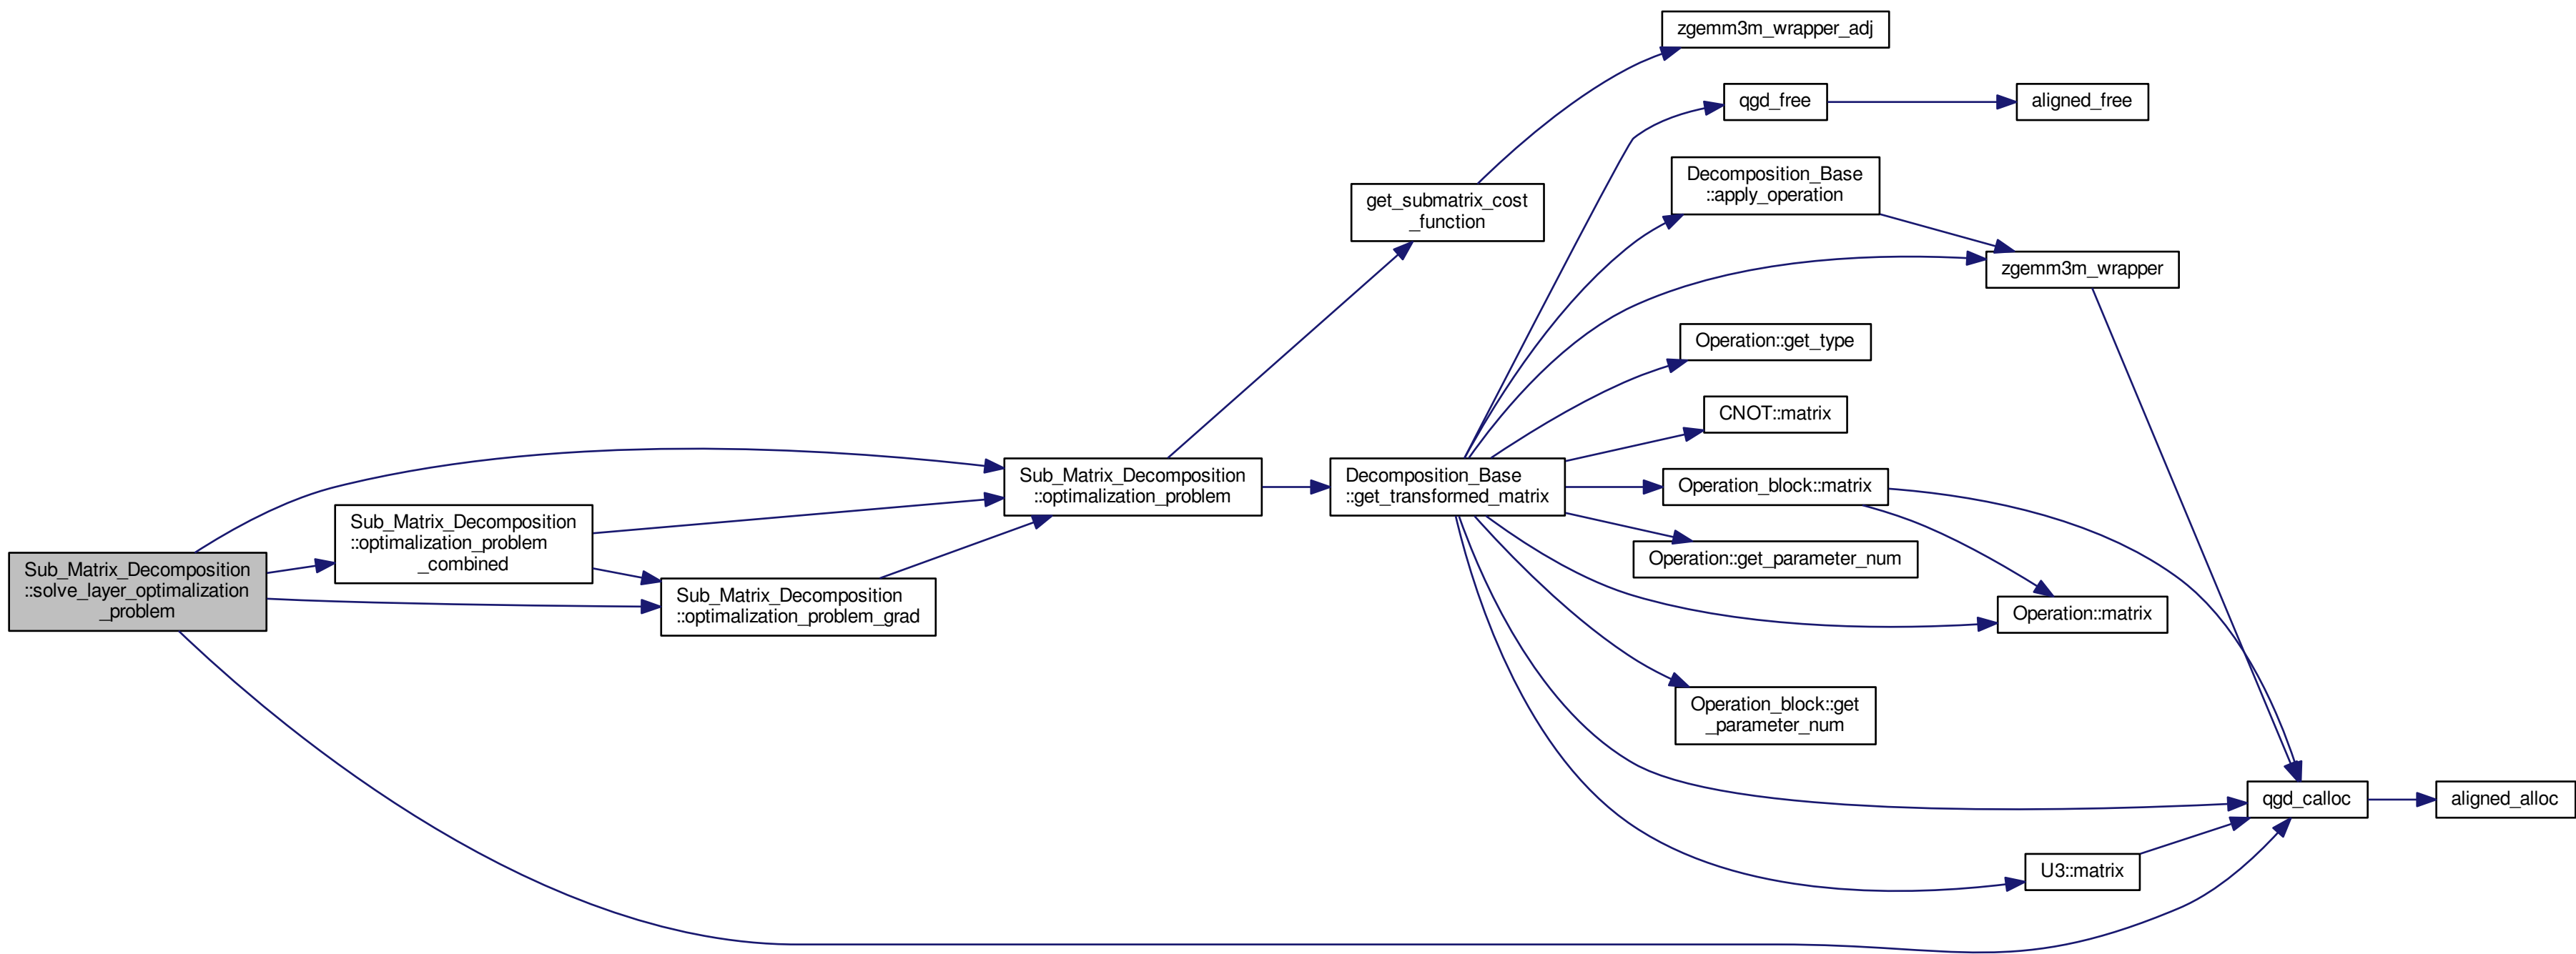 zgemm3m_wrapper_adj
qgd_free
aligned_free
Decomposition_Base
::apply_operation
get_submatrix_cost
_function
zgemm3m_wrapper
Operation::get_type
CNOT::matrix
Sub_Matrix_Decomposition
::optimalization_problem
Decomposition_Base
::get_transformed_matrix
Operation_block::matrix
Sub_Matrix_Decomposition
::optimalization_problem
_combined
Operation::get_parameter_num
Sub_Matrix_Decomposition
::solve_layer_optimalization
_problem
Sub_Matrix_Decomposition
::optimalization_problem_grad
Operation::matrix
Operation_block::get
_parameter_num
qgd_calloc
aligned_alloc
U3::matrix